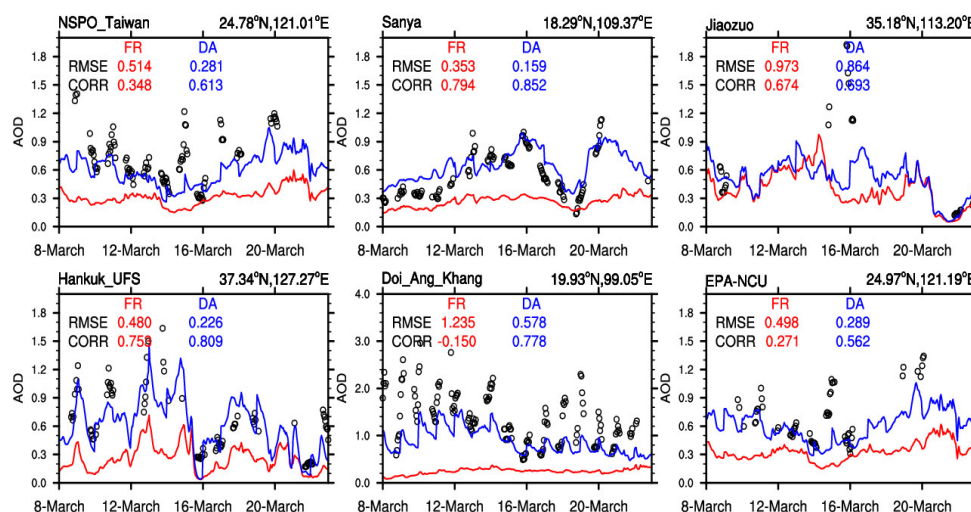 NSPO_Taiwan 24.78°N,121.01°E
FR DA
RMSE 0.514 0.281
CORR 0.348 0.613
AOD
1.8
1.5
1.2
0.9
0.6
0.3
0.0
8-March 12-March 16-March 20-March
Sanya 18.29°N,109.37°E
FR DA
RMSE 0.353 0.159
CORR 0.794 0.852
AOD
1.8
1.5
1.2
0.9
0.6
0.3
0.0
8-March 12-March 16-March 20-March
Jiaozuo 35.18°N,113.20°E
FR DA
RMSE 0.973 0.864
CORR 0.674 0.693
AOD
1.8
1.5
1.2
0.9
0.6
0.3
0.0
8-March 12-March 16-March 20-March
Hankuk_UFS 37.34°N,127.27°E
FR DA
RMSE 0.480 0.226
CORR 0.809
AOD
1.8
1.5
1.2
0.9
0.6
0.3
0.0
8-March 12-March 16-March 20-March
Doi_Ang_Khang 19.93°N,99.05°E
FR DA
RMSE 1.235 0.578
CORR -0.150 0.778
AOD
4.0
3.0
2.0
1.0
0.0
8-March 12-March 16-March 20-March
EPA-NCU 24.97°N,121.19°E
FR DA
RMSE 0.498 0.289
CORR 0.271 0.562
AOD
1.8
1.5
1.2
0.9
0.6
0.3
0.0
8-March 12-March 16-March 20-March